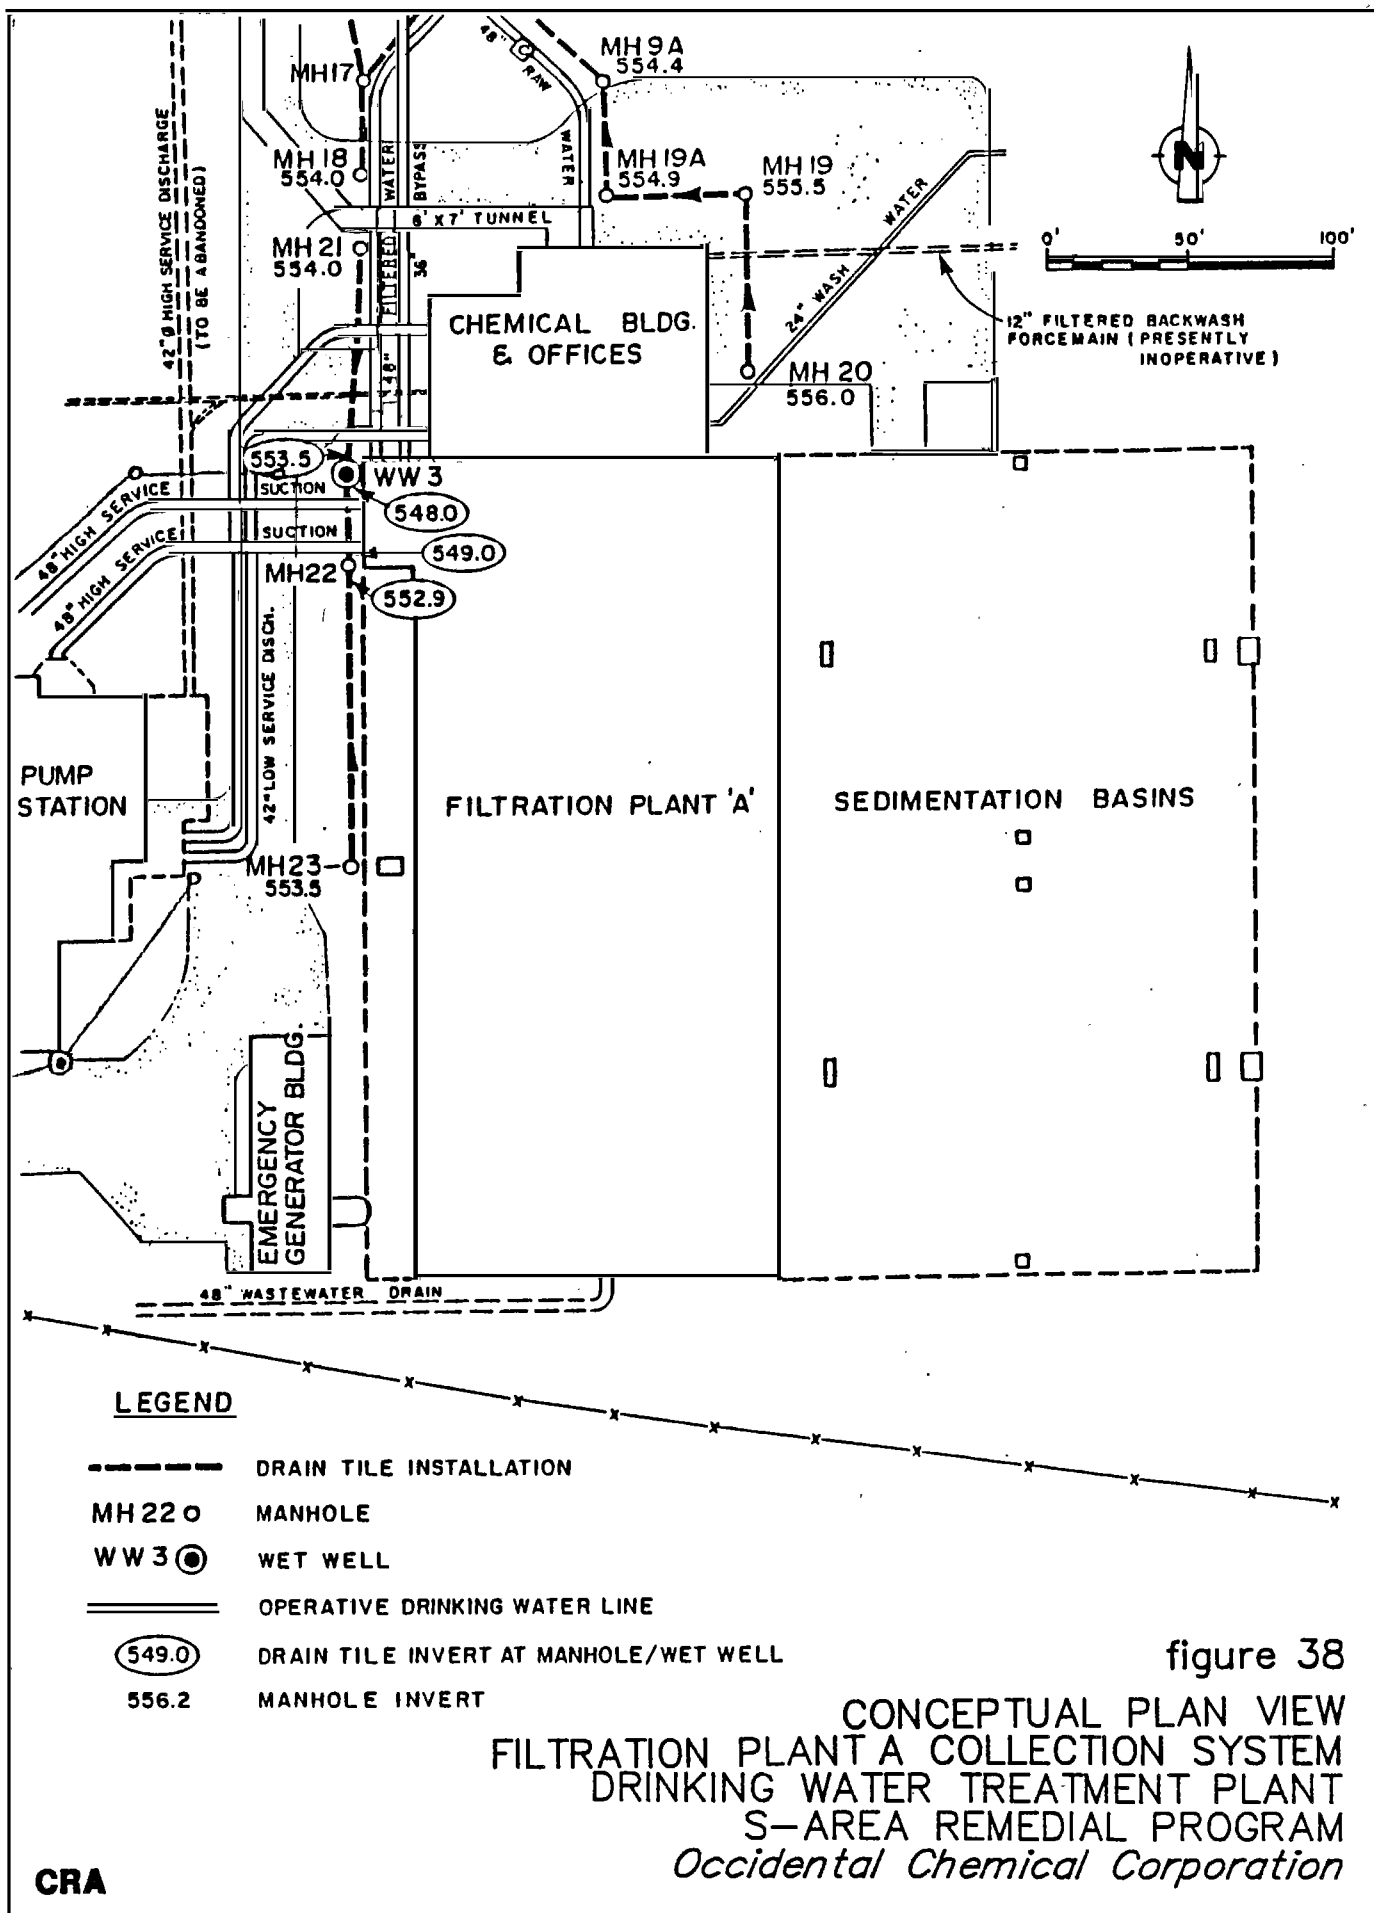 48"
RAW
WATER
MH 9A
554.4
MH17
42"Ø HIGH SERVICE DISCHARGE
(TO BE ABANDONED)
MH 18
554.0
WATER
BYPASS
MH 19A
554.9
MH 19
555.5
N
WATER
6' X 7' TUNNEL
MH 21
554.0
FILTERED
36"
48"
0' 50' 100'
24" WASH
CHEMICAL BLDG.
& OFFICES
12" FILTERED BACKWASH
FORCEMAIN (PRESENTLY
INOPERATIVE)
MH 20
556.0
553.5
WW 3
SUCTION
548.0
48" HIGH SERVICE
SUCTION
549.0
48" HIGH SERVICE
MH22
552.9
42" LOW SERVICE DISCH.
PUMP
STATION
FILTRATION PLANT 'A'
SEDIMENTATION BASINS
MH23
553.5
EMERGENCY
GENERATOR BLDG.
48" WASTEWATER DRAIN
LEGEND
DRAIN TILE INSTALLATION
MH 22 MANHOLE
WW 3 WET WELL
OPERATIVE DRINKING WATER LINE
549.0 DRAIN TILE INVERT AT MANHOLE/WET WELL
556.2 MANHOLE INVERT
figure 38
CONCEPTUAL PLAN VIEW
FILTRATION PLANT A COLLECTION SYSTEM
DRINKING WATER TREATMENT PLANT
S-AREA REMEDIAL PROGRAM
Occidental Chemical Corporation
CRA